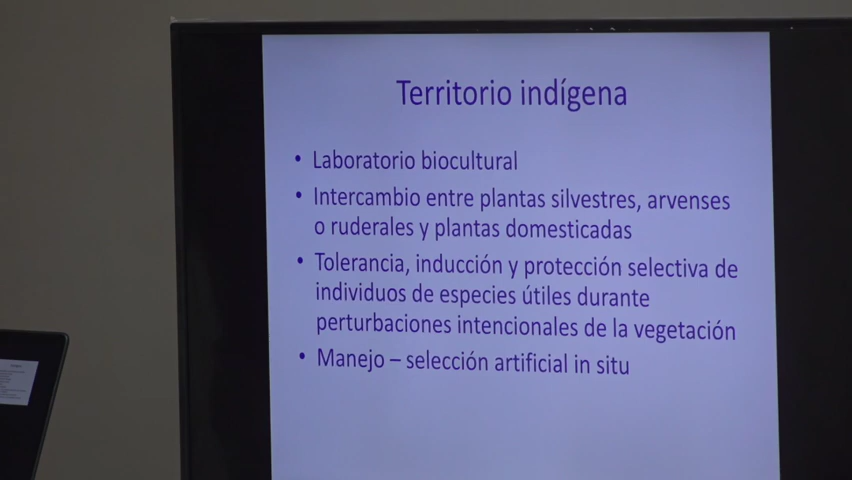 Territorio indígena
• Laboratorio biocultural
• Intercambio entre plantas silvestres, arvenses
o ruderales y plantas domesticadas
• Tolerancia, inducción y protección selectiva de
individuos de especies útiles durante
perturbaciones intencionales de la vegetación
• Manejo – selección artificial in situ